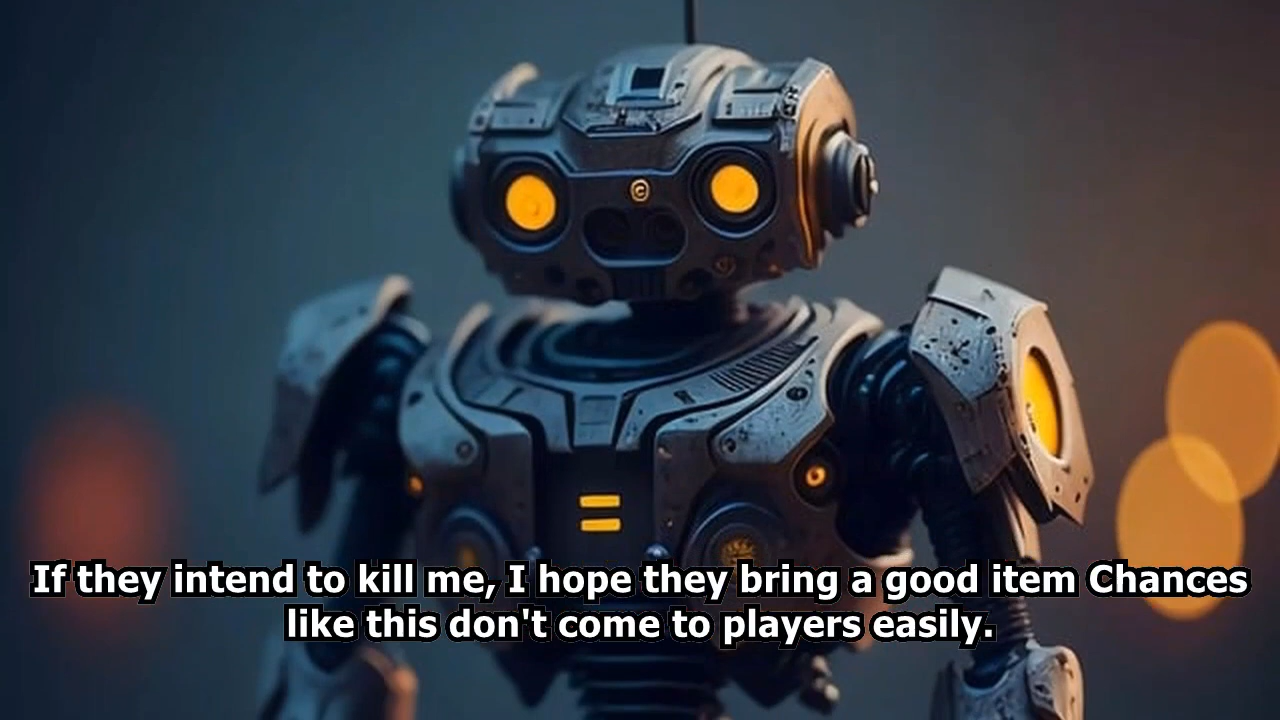 If they intend to kill me, I hope they bring a good item Chances
like this don't come to players easily.